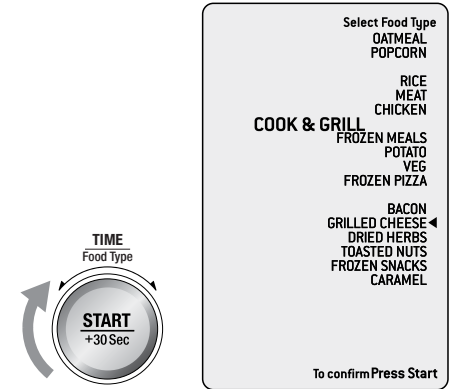 Select Food Type
OATMEAL
POPCORN
RICE
MEAT
CHICKEN
COOK & GRILL
FROZEN MEALS
POTATO
VEG
FROZEN PIZZA
BACON
GRILLED CHEESE
DRIED HERBS
TOASTED NUTS
FROZEN SNACKS
CARAMEL
To confirm Press Start
TIME
Food Type
START
+30 Sec